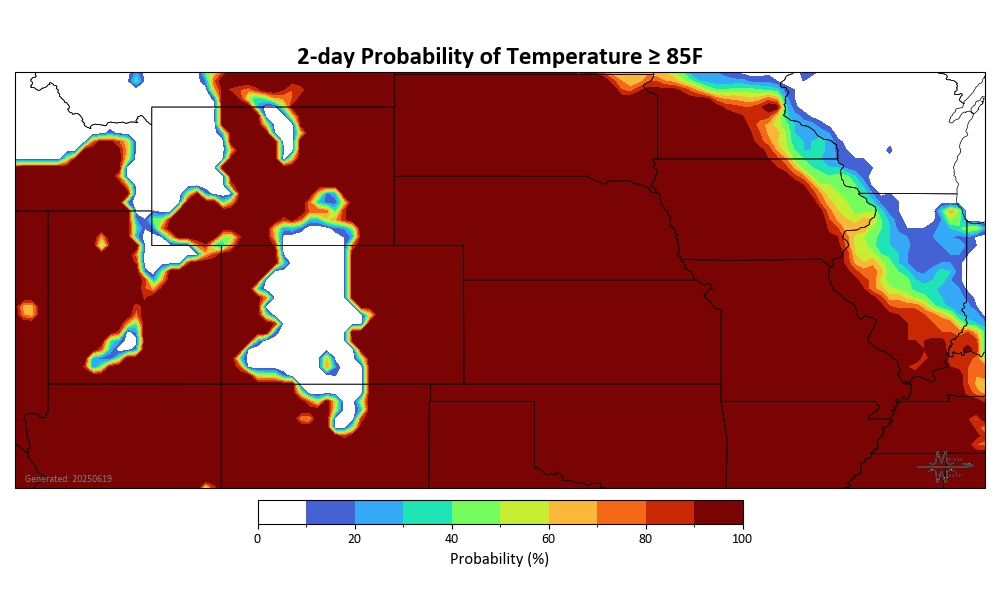 2-day Probability of Temperature ≥ 85F
Generated: 20250619
0 20 40 60 80 100
Probability (%)